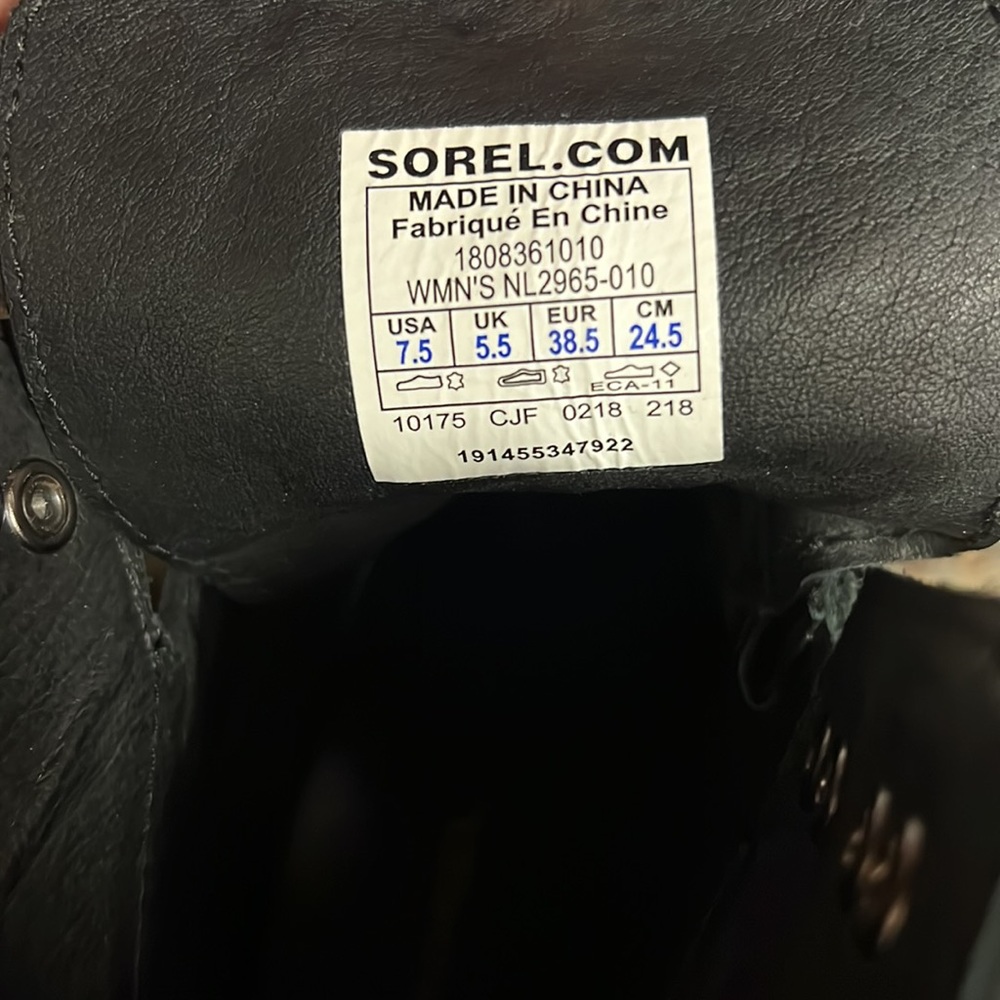 SOREL.COM
MADE IN CHINA
Fabriqué En Chine
1808361010
WMN'S NL2965-010
USA UK EUR CM
7.5 5.5 38.5 24.5
ECA-11
10175 CJF 0218 218
191455347922